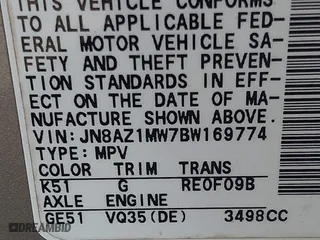 THIS VEHICLE CONFORMS
TO ALL APPLICABLE FED-
ERAL MOTOR VEHICLE SA-
FETY AND THEFT PREVEN-
TION STANDARDS IN EFF-
ECT ON THE DATE OF MA-
NUFACTURE SHOWN ABOVE.
VIN: JN8AZ1MW7BW169774
TYPE: MPV
COLOR TRIM TRANS
K51 G RE0F09B
AXLE ENGINE
GE51 VQ35(DE) 3498CC
DREAMBID